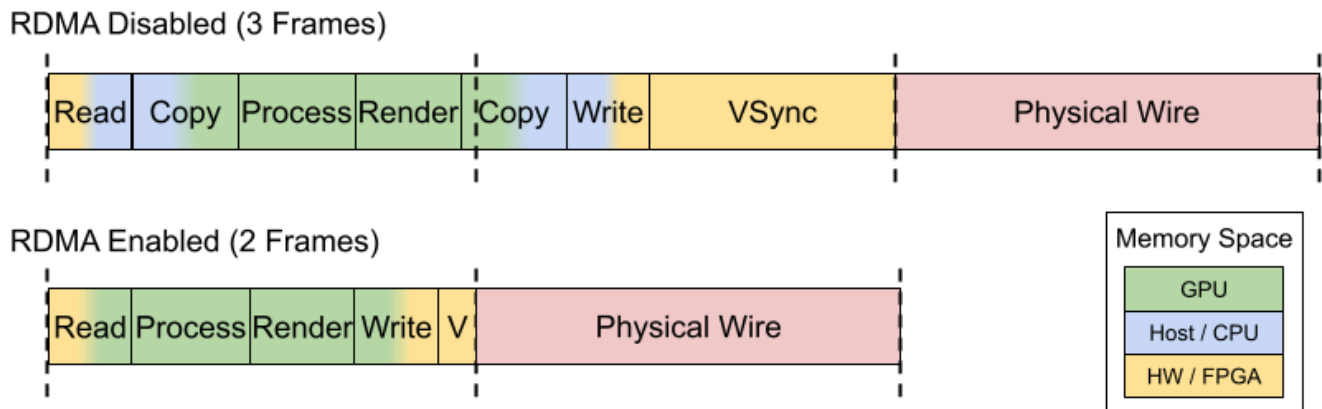 RDMA Disabled (3 Frames)
Read Copy Process Render Copy Write VSync Physical Wire
RDMA Enabled (2 Frames)
Read Process Render Write V Physical Wire
Memory Space
GPU
Host / CPU
HW / FPGA